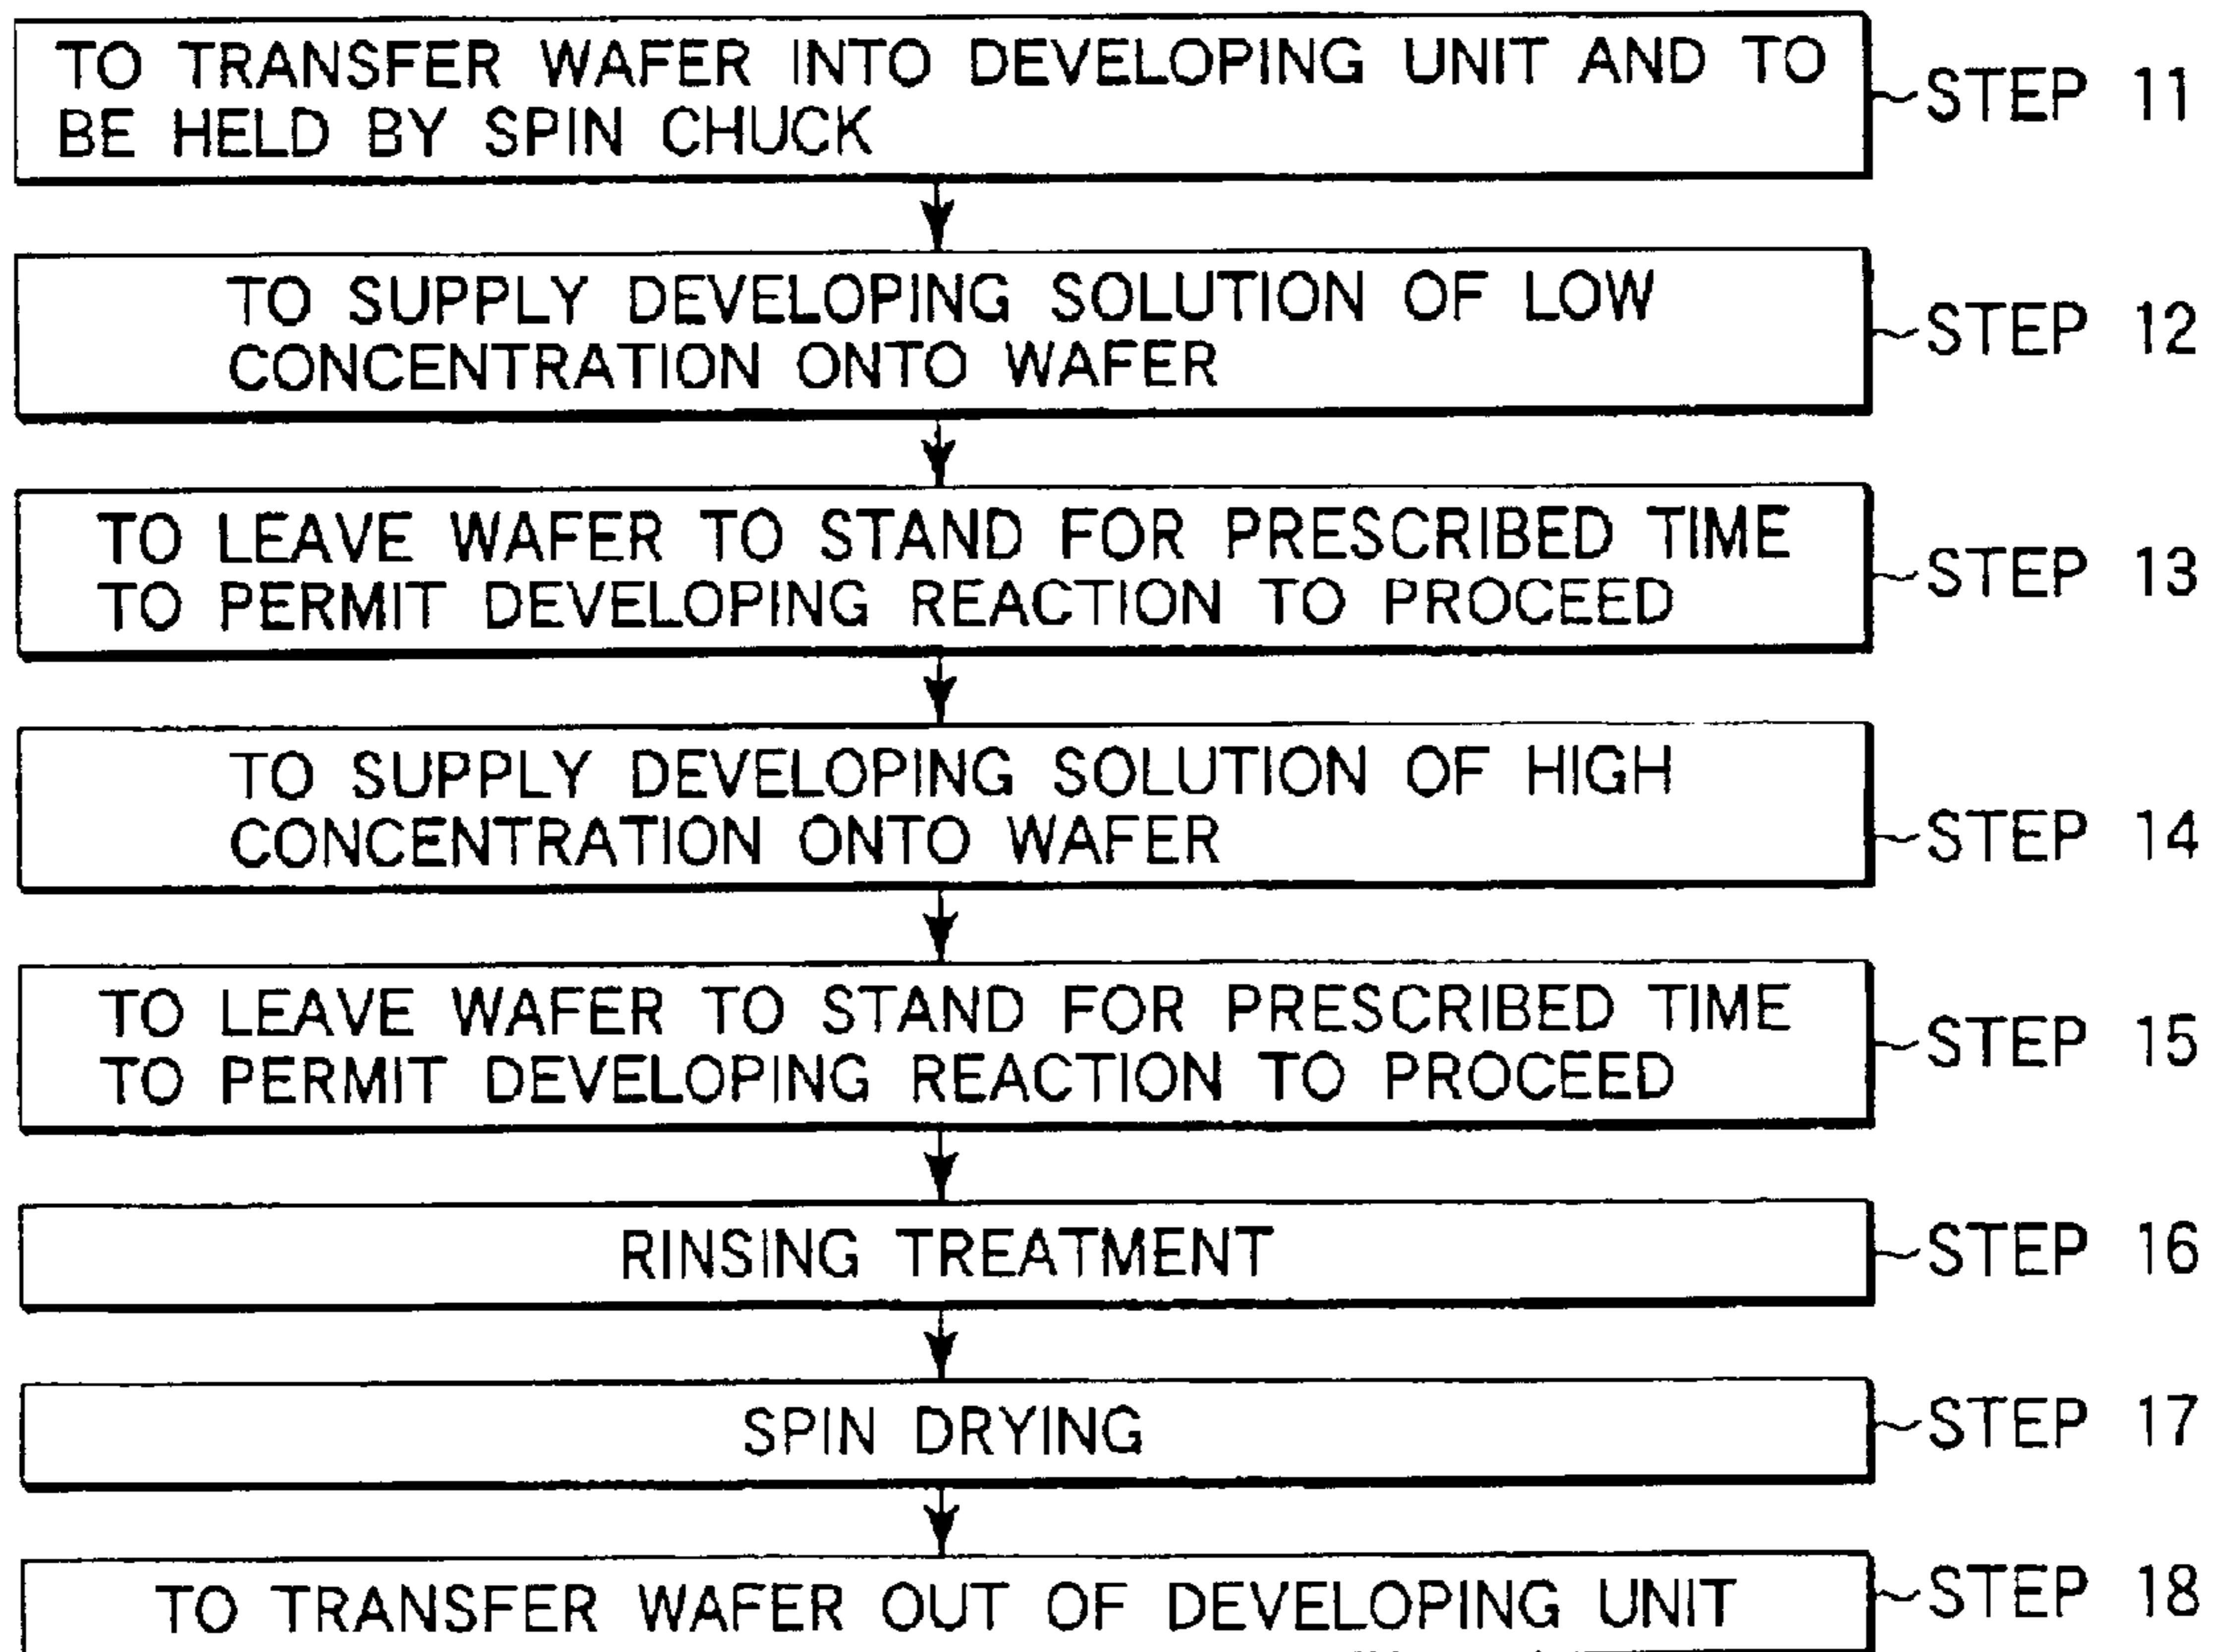 TO TRANSFER WAFER INTO DEVELOPING UNIT AND TO
BE HELD BY SPIN CHUCK
STEP 11
TO SUPPLY DEVELOPING SOLUTION OF LOW
CONCENTRATION ONTO WAFER
STEP 12
TO LEAVE WAFER TO STAND FOR PRESCRIBED TIME
TO PERMIT DEVELOPING REACTION TO PROCEED
STEP 13
TO SUPPLY DEVELOPING SOLUTION OF HIGH
CONCENTRATION ONTO WAFER
STEP 14
TO LEAVE WAFER TO STAND FOR PRESCRIBED TIME
TO PERMIT DEVELOPING REACTION TO PROCEED
STEP 15
RINSING TREATMENT
STEP 16
SPIN DRYING
STEP 17
TO TRANSFER WAFER OUT OF DEVELOPING UNIT
STEP 18